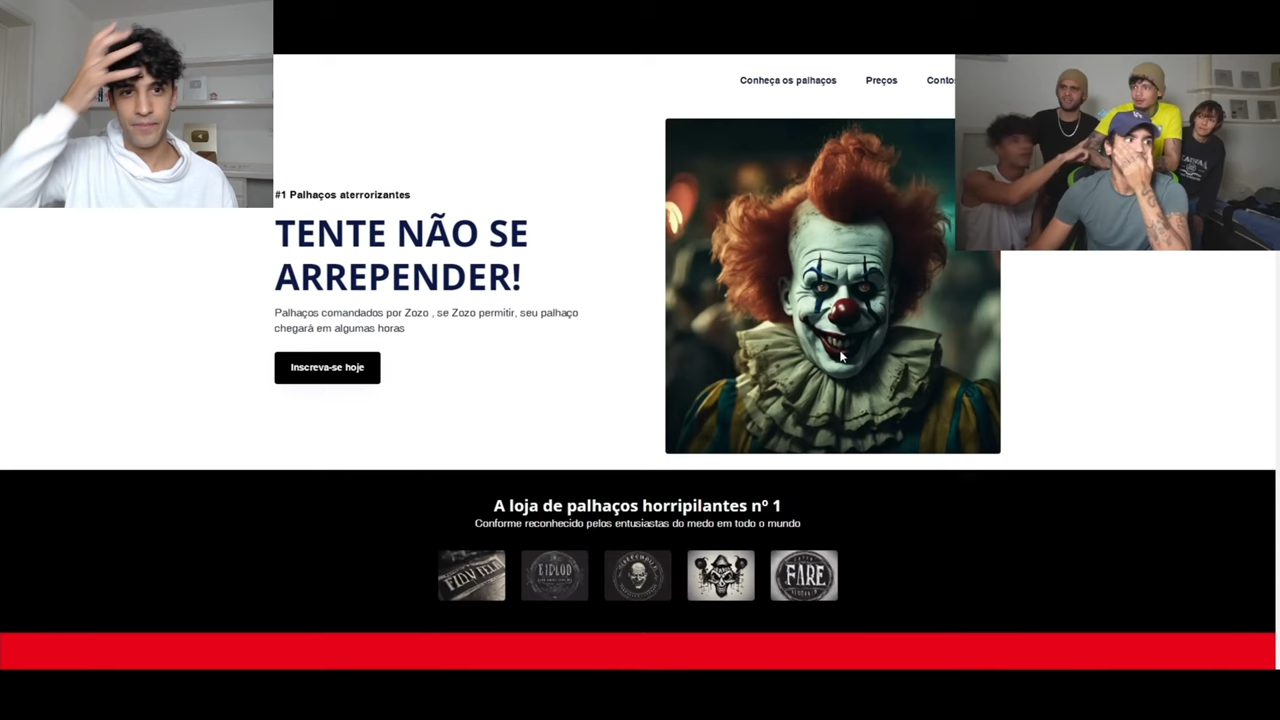 Conheça os palhaços
Preços
#1 Palhaços aterrorizantes
TENTE NÃO SE
ARREPENDER!
Palhaços comandados por Zozo , se Zozo permitir, seu palhaço
chegará em algumas horas
Inscreva-se hoje
A loja de palhaços horripilantes nº 1
Conforme reconhecido pelos entusiastas do medo em todo o mundo
FARE